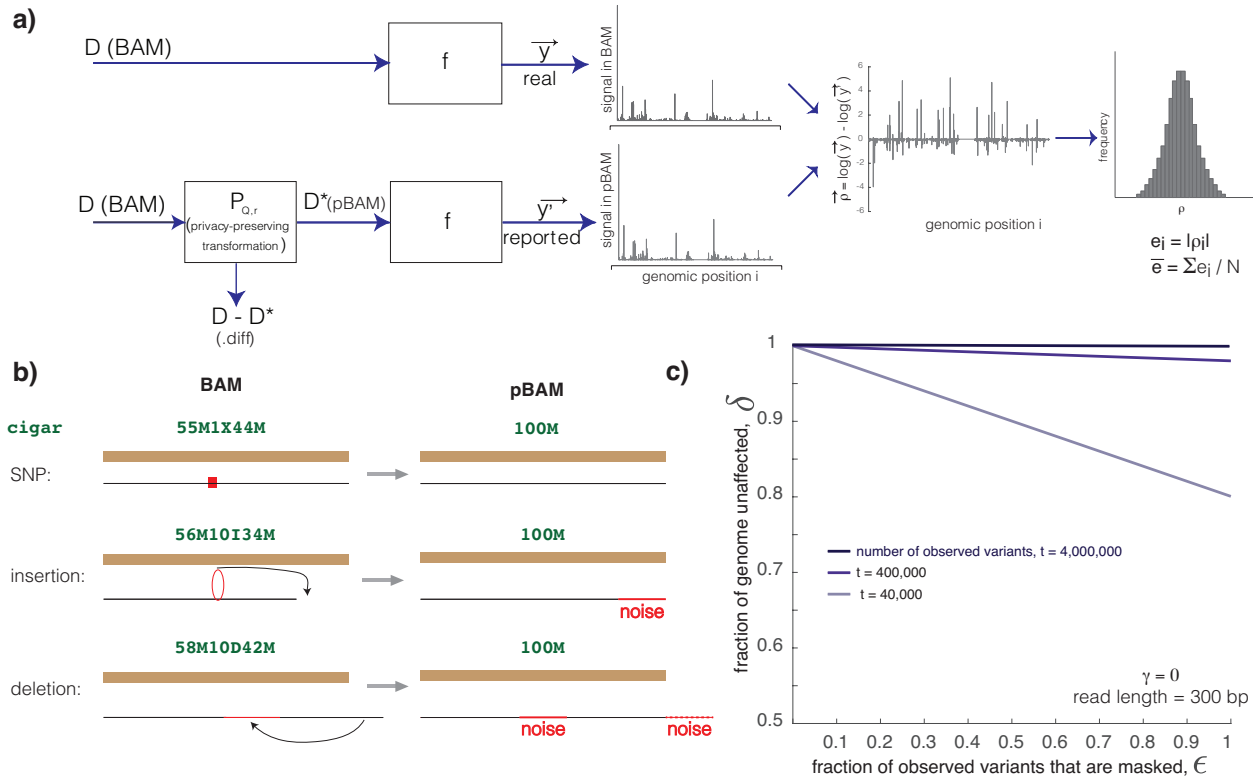 a)
D (BAM)
f
y
real
signal in BAM
D (BAM)
P Q,r
(privacy-preserving
transformation)
D* (pBAM)
f
y'
reported
signal in pBAM
genomic position i
D - D*
(.diff)
ρ = log(y) - log(y')
6
4
2
0
-2
-4
-6
genomic position i
frequency
ρ
e_i = |ρ_i|
e = Σe_i / N
b)
BAM
pBAM
cigar
55M1X44M
100M
SNP:
56M10I34M
100M
insertion:
noise
58M10D42M
100M
deletion:
noise
noise
c)
fraction of genome unaffected, δ
1
0.9
0.8
0.7
0.6
0.5
number of observed variants, t = 4,000,000
t = 400,000
t = 40,000
γ = 0
read length = 300 bp
0.1 0.2 0.3 0.4 0.5 0.6 0.7 0.8 0.9 1
fraction of observed variants that are masked, ϵ